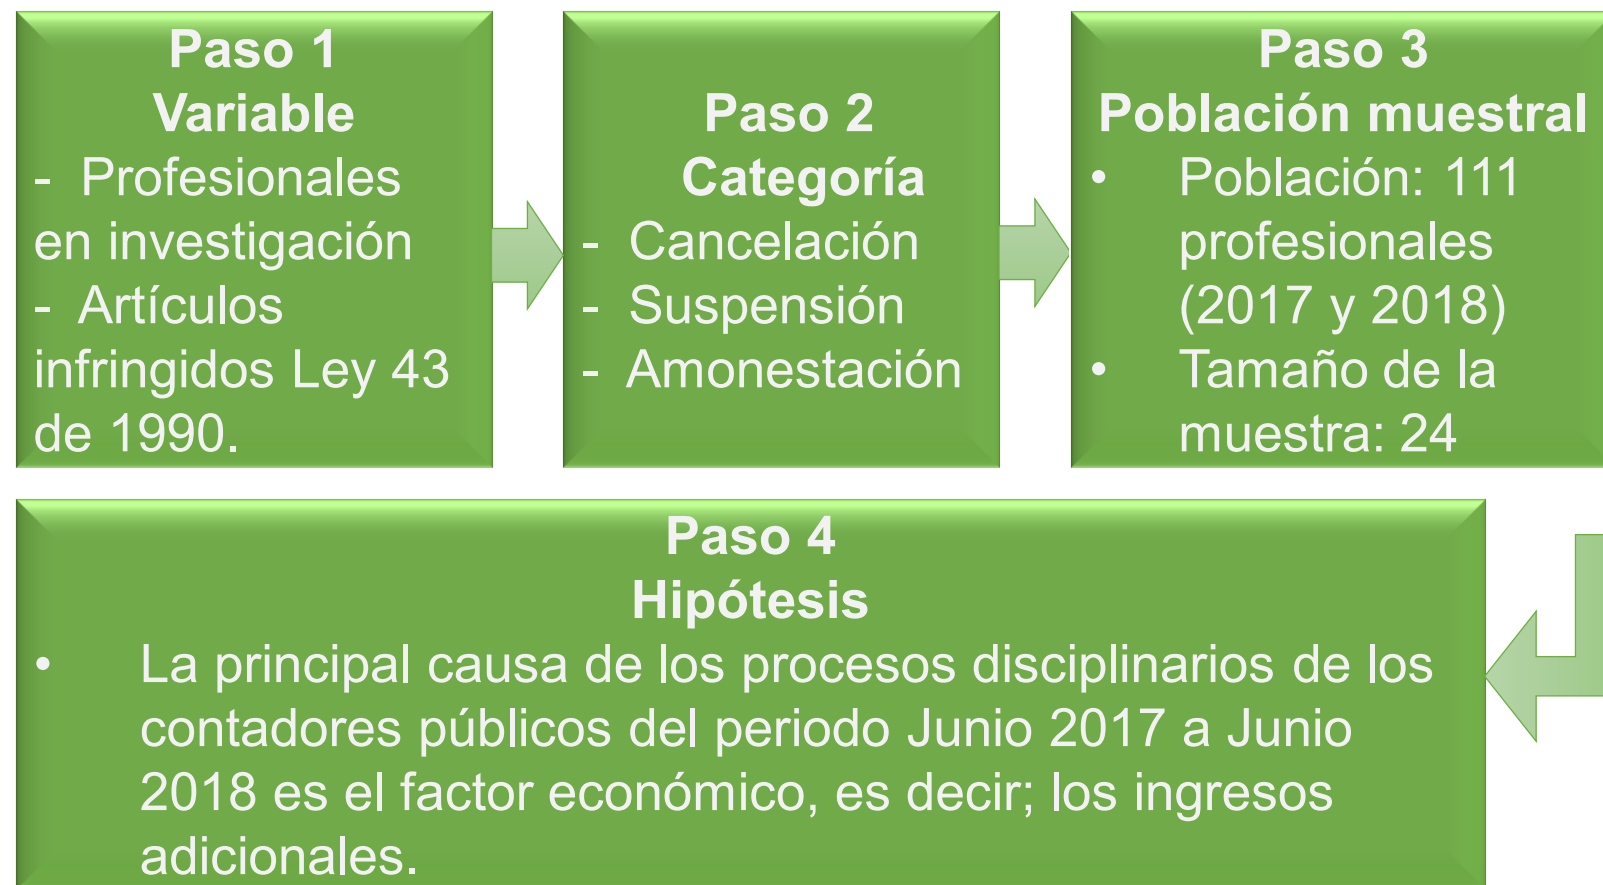 Paso 1
Variable
- Profesionales
en investigación
- Artículos
infringidos Ley 43
de 1990.
Paso 2
Categoría
- Cancelación
- Suspensión
- Amonestación
Paso 3
Población muestral
• Población: 111
profesionales
(2017 y 2018)
• Tamaño de la
muestra: 24
Paso 4
Hipótesis
• La principal causa de los procesos disciplinarios de los
contadores públicos del periodo Junio 2017 a Junio
2018 es el factor económico, es decir; los ingresos
adicionales.